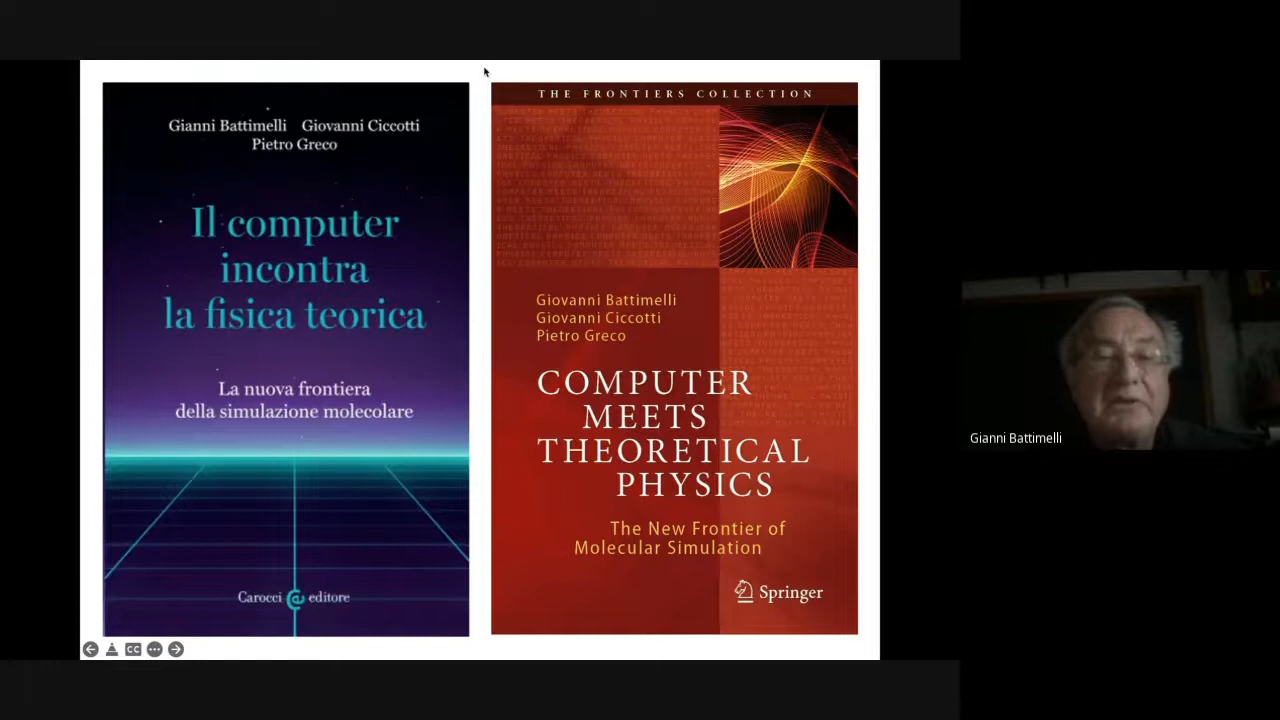 Gianni Battimelli Giovanni Ciccotti
Pietro Greco
Il computer
incontra
la fisica teorica
La nuova frontiera
della simulazione molecolare
Carocci editore
THE FRONTIERS COLLECTION
Giovanni Battimelli
Giovanni Ciccotti
Pietro Greco
COMPUTER
MEETS
THEORETICAL
PHYSICS
The New Frontier of
Molecular Simulation
Springer
CC
Gianni Battimelli